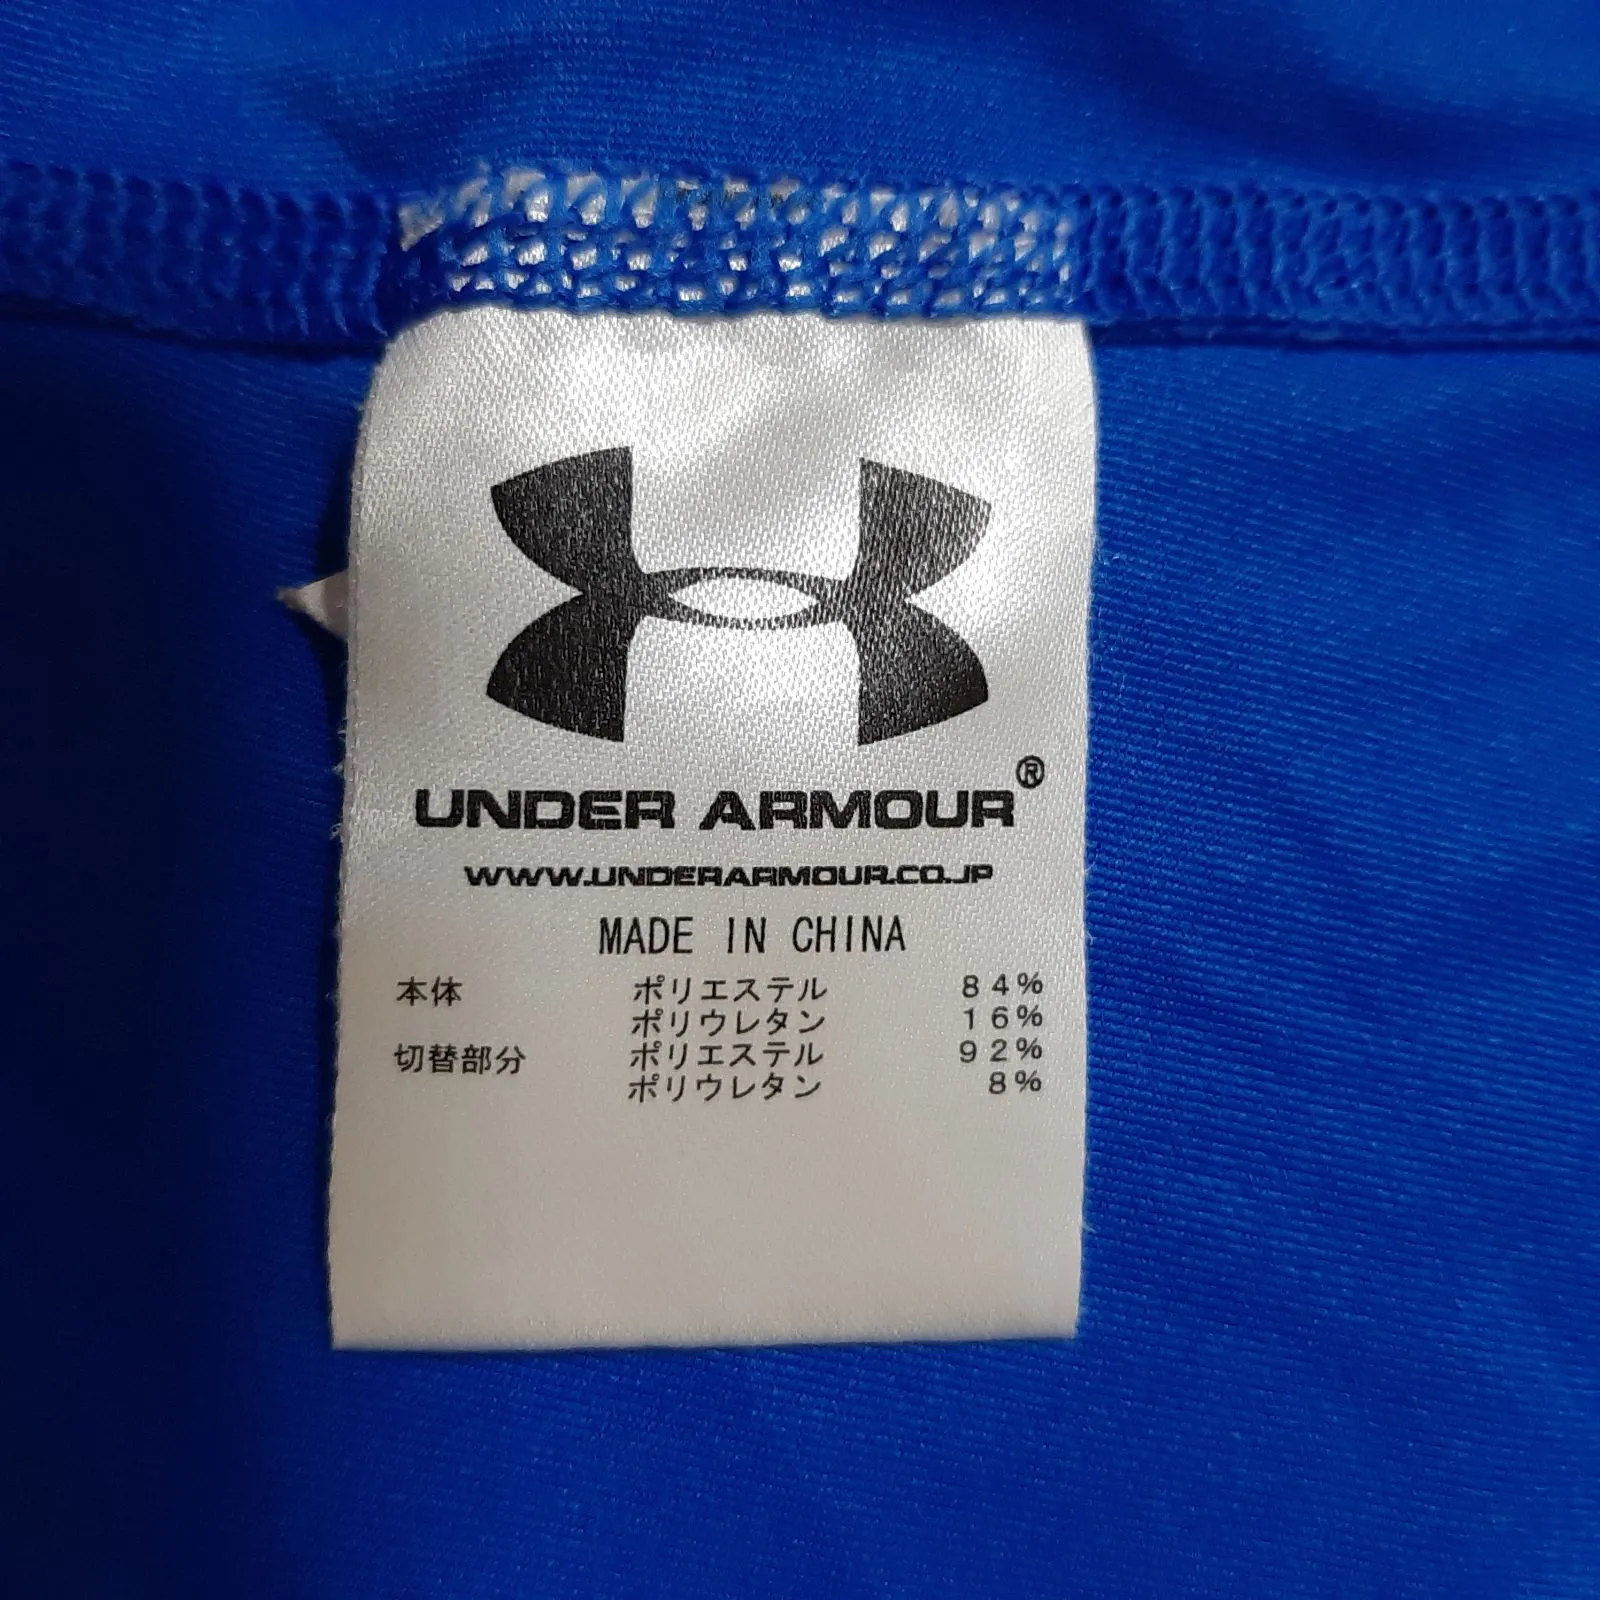 UNDER ARMOUR®
WWW.UNDERARMOUR.CO.JP
MADE IN CHINA
本体 ポリエステル 84%
ポリウレタン 16%
切替部分 ポリエステル 92%
ポリウレタン 8%